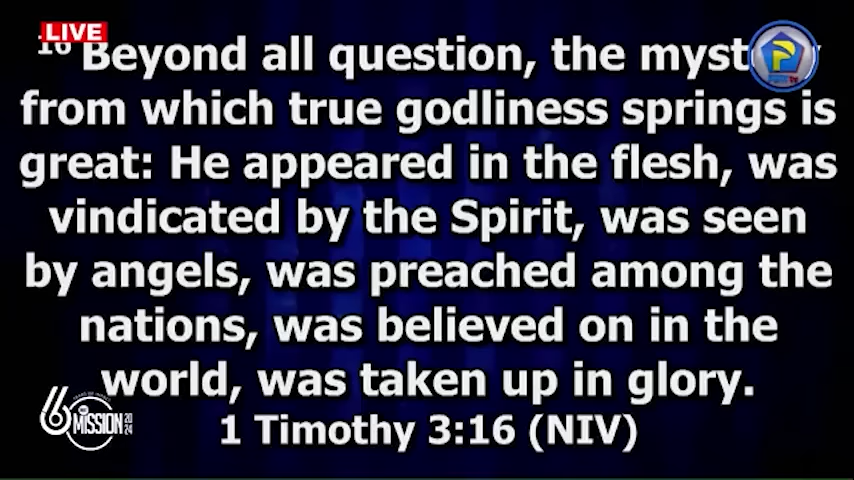 LIVE
16 Beyond all question, the myst
from which true godliness springs is
great: He appeared in the flesh, was
vindicated by the Spirit, was seen
by angels, was preached among the
nations, was believed on in the
world, was taken up in glory.
1 Timothy 3:16 (NIV)
6
MISSION
2024